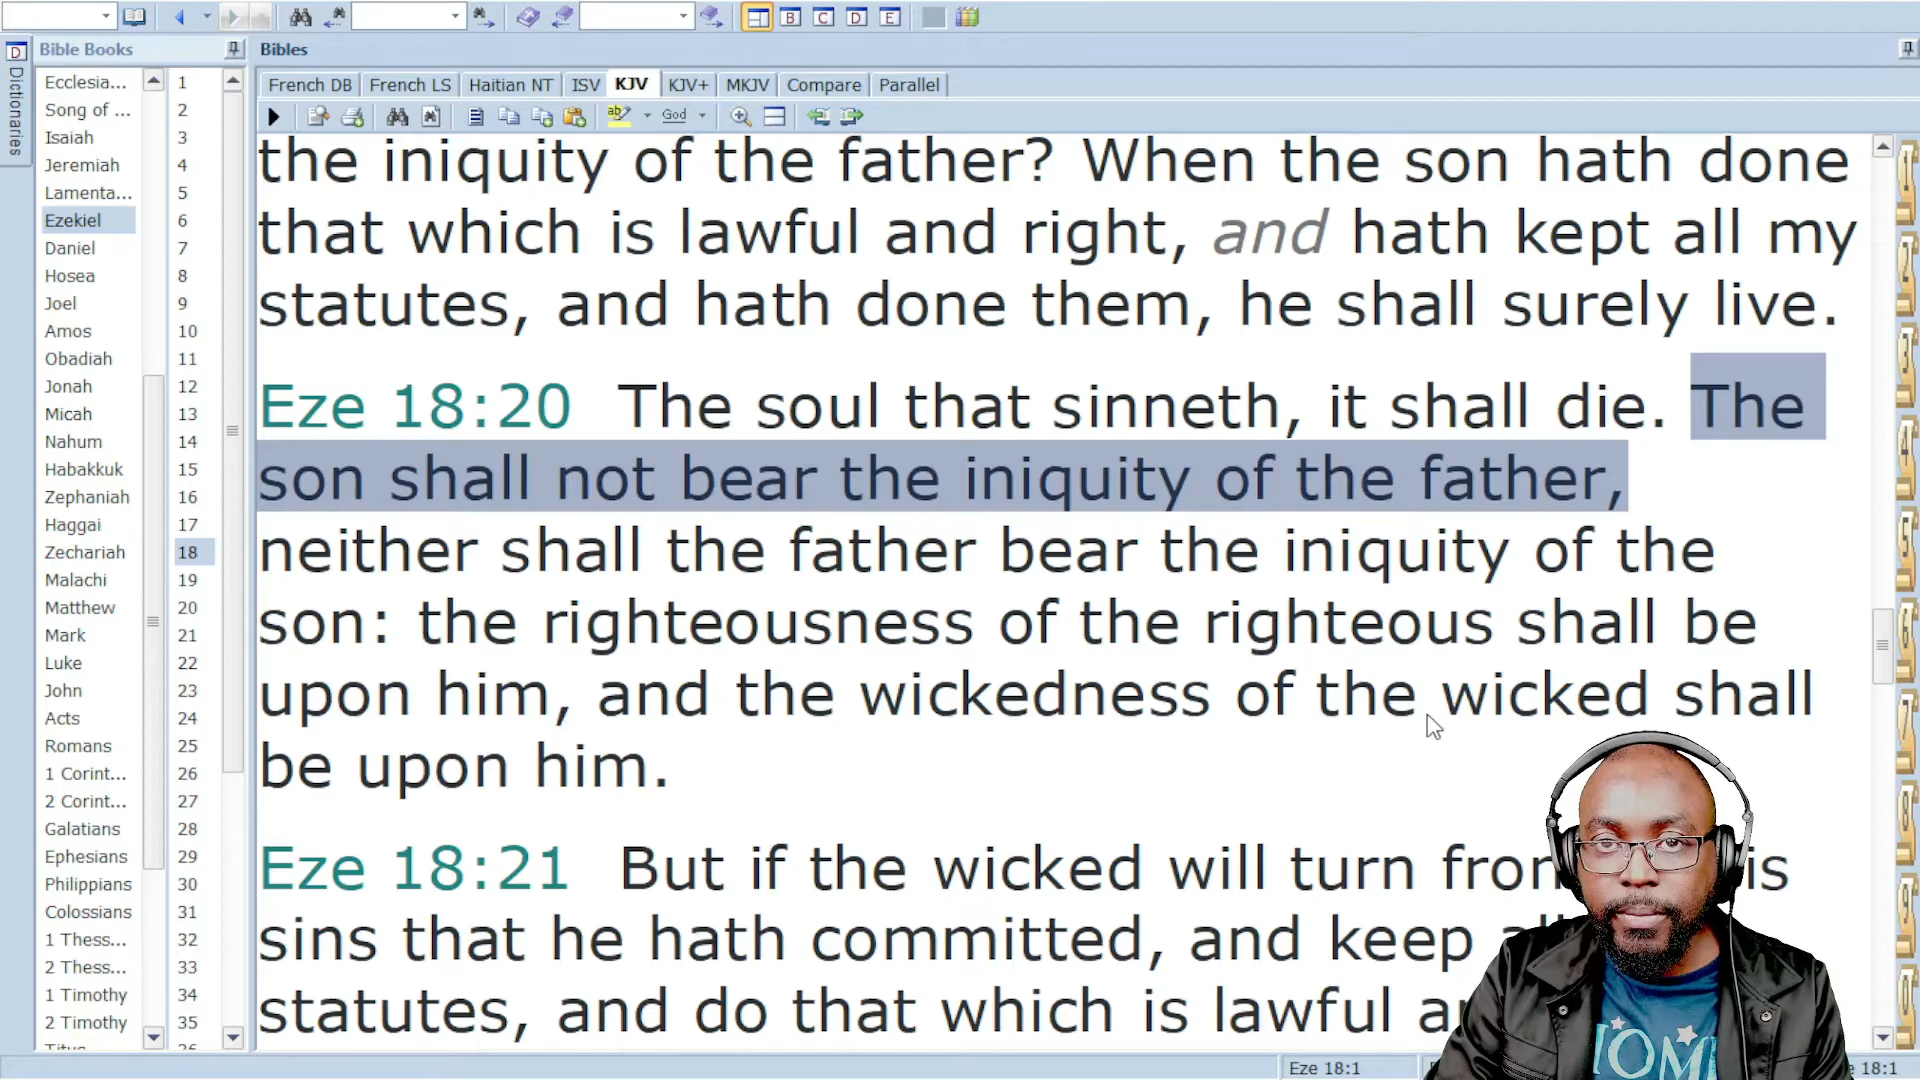 B C D E
D
Dictionaries
Bible Books
Bibles
French DB French LS Haitian NT ISV KJV KJV+ MKJV Compare Parallel
God
Ecclesia...
Song of ...
Isaiah
Jeremiah
Lamenta...
Ezekiel
Daniel
Hosea
Joel
Amos
Obadiah
Jonah
Micah
Nahum
Habakkuk
Zephaniah
Haggai
Zechariah
Malachi
Matthew
Mark
Luke
John
Acts
Romans
1 Corint...
2 Corint...
Galatians
Ephesians
Philippians
Colossians
1 Thess...
2 Thess...
1 Timothy
2 Timothy
1
2
3
4
5
6
7
8
9
10
11
12
13
14
15
16
17
18
19
20
21
22
23
24
25
26
27
28
29
30
31
32
33
34
35
the iniquity of the father? When the son hath done
that which is lawful and right, and hath kept all my
statutes, and hath done them, he shall surely live.
Eze 18:20 The soul that sinneth, it shall die. The
son shall not bear the iniquity of the father,
neither shall the father bear the iniquity of the
son: the righteousness of the righteous shall be
upon him, and the wickedness of the wicked shall
be upon him.
Eze 18:21 But if the wicked will turn from is
sins that he hath committed, and keep
statutes, and do that which is lawful
Eze 18:1
e 18:1